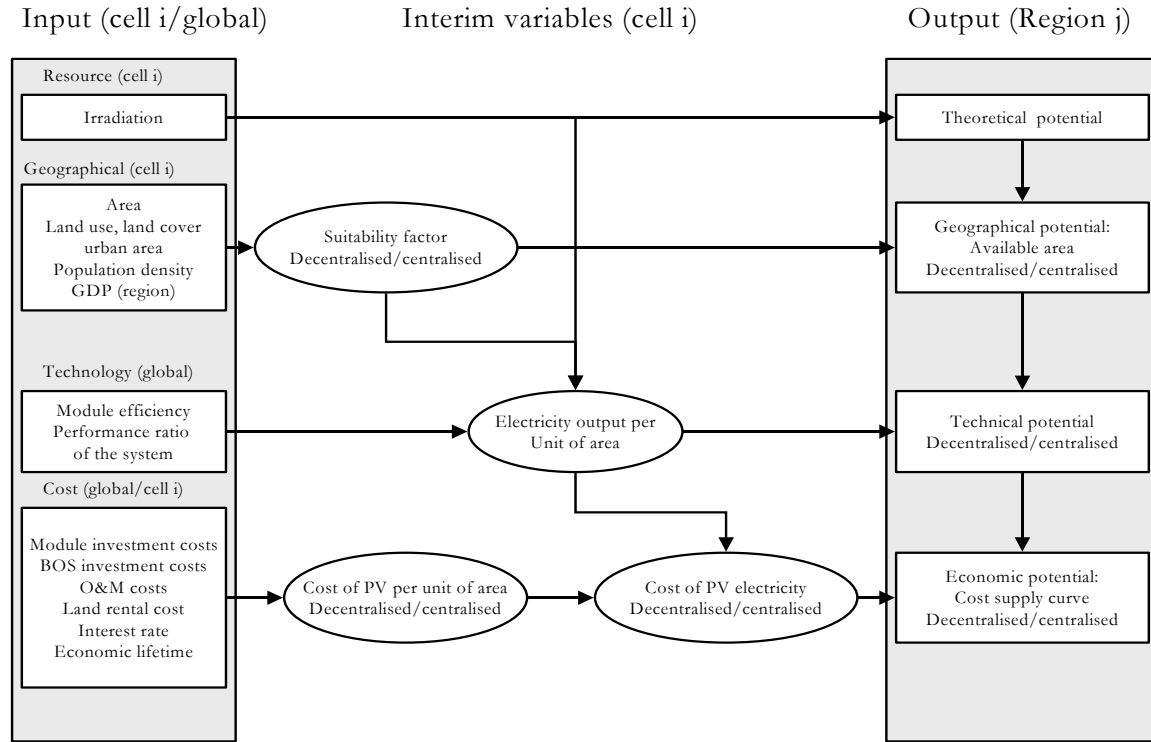 Input (cell i/global)
Interim variables (cell i)
Output (Region j)
Resource (cell i)
Irradiation
Theoretical potential
Geographical (cell i)
Area
Land use, land cover
urban area
Population density
GDP (region)
Suitability factor
Decentralised/centralised
Geographical potential:
Available area
Decentralised/centralised
Technology (global)
Module efficiency
Performance ratio
of the system
Electricity output per
Unit of area
Technical potential
Decentralised/centralised
Cost (global/cell i)
Module investment costs
BOS investment costs
O&M costs
Land rental cost
Interest rate
Economic lifetime
Cost of PV per unit of area
Decentralised/centralised
Cost of PV electricity
Decentralised/centralised
Economic potential:
Cost supply curve
Decentralised/centralised